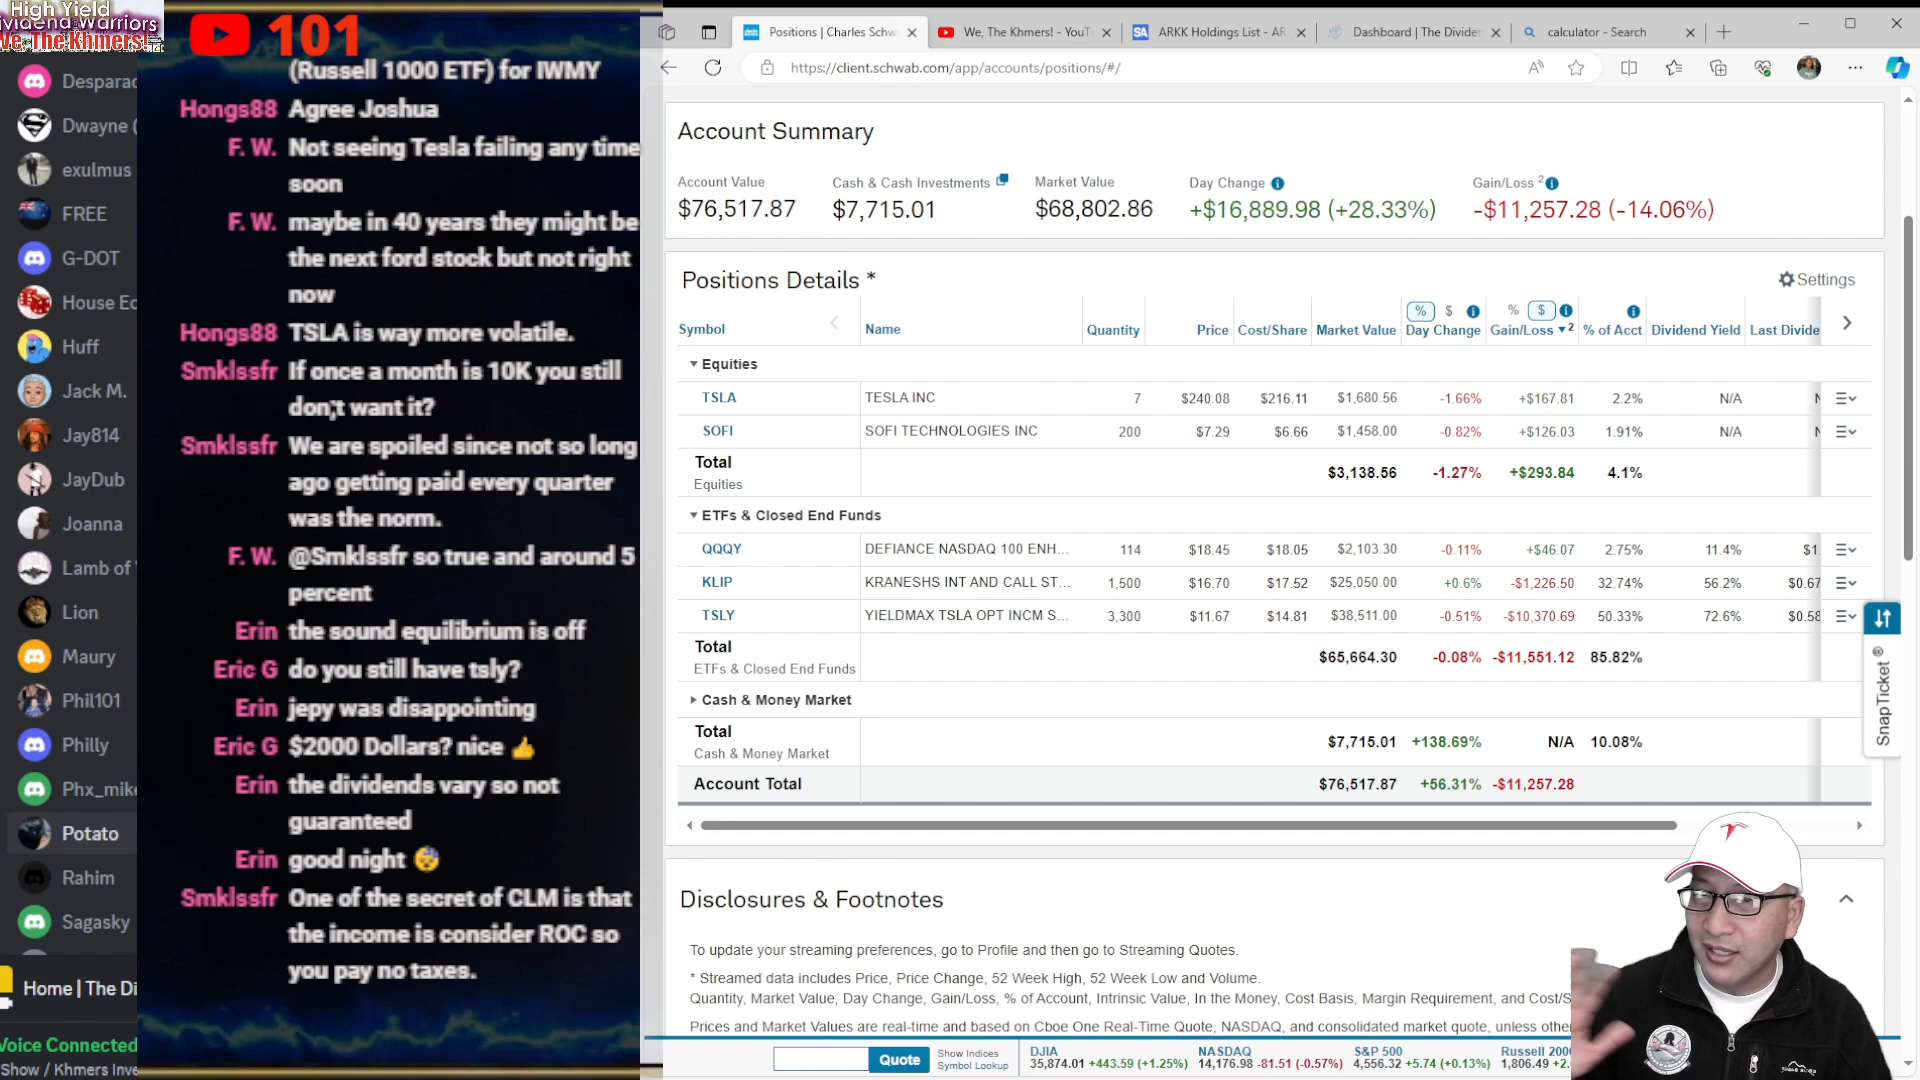 High Yield
Dividend Warriors
We, The Khmers!
101
Desparac
Dwayne (
exulmus
FREE
G-DOT
House Ec
Huff
Jack M.
Jay814
JayDub
Joanna
Lamb of
Lion
Maury
Phil101
Philly
Phx_mike
Potato
Rahim
Sagasky
Home | The Di
Voice Connected
Show / Khmers Inve
(Russell 1000 ETF) for IWMY
Hongs88 Agree Joshua
F. W. Not seeing Tesla failing any time
soon
F. W. maybe in 40 years they might be
the next ford stock but not right
now
Hongs88 TSLA is way more volatile.
Smklssfr If once a month is 10K you still
don;t want it?
Smklssfr We are spoiled since not so long
ago getting paid every quarter
was the norm.
F. W. @Smklssfr so true and around 5
percent
Erin the sound equilibrium is off
Eric G do you still have tsly?
Erin jepy was disappointing
Eric G $2000 Dollars? nice 👍
Erin the dividends vary so not
guaranteed
Erin good night 😴
Smklssfr One of the secret of CLM is that
the income is consider ROC so
you pay no taxes.
Positions | Charles Schw
We, The Khmers! - YouT
SA ARKK Holdings List - AR
Dashboard | The Divider
calculator - Search
https://client.schwab.com/app/accounts/positions/#/
Account Summary
Account Value Cash & Cash Investments Market Value Day Change Gain/Loss 2
$76,517.87 $7,715.01 $68,802.86 +$16,889.98 (+28.33%) -$11,257.28 (-14.06%)
Positions Details *
Settings
% $ % $
Symbol Name Quantity Price Cost/Share Market Value Day Change Gain/Loss 2 % of Acct Dividend Yield Last Divide
Equities
TSLA TESLA INC 7 $240.08 $216.11 $1,680.56 -1.66% +$167.81 2.2% N/A N
SOFI SOFI TECHNOLOGIES INC 200 $7.29 $6.66 $1,458.00 -0.82% +$126.03 1.91% N/A N
Total $3,138.56 -1.27% +$293.84 4.1%
Equities
ETFs & Closed End Funds
QQQY DEFIANCE NASDAQ 100 ENH... 114 $18.45 $18.05 $2,103.30 -0.11% +$46.07 2.75% 11.4% $1.
KLIP KRANESHS INT AND CALL ST... 1,500 $16.70 $17.52 $25,050.00 +0.6% -$1,226.50 32.74% 56.2% $0.67
TSLY YIELDMAX TSLA OPT INCM S... 3,300 $11.67 $14.81 $38,511.00 -0.51% -$10,370.69 50.33% 72.6% $0.58
Total $65,664.30 -0.08% -$11,551.12 85.82%
ETFs & Closed End Funds
Cash & Money Market
Total $7,715.01 +138.69% N/A 10.08%
Cash & Money Market
Account Total $76,517.87 +56.31% -$11,257.28
SnapTicket ®
Disclosures & Footnotes
To update your streaming preferences, go to Profile and then go to Streaming Quotes.
* Streamed data includes Price, Price Change, 52 Week High, 52 Week Low and Volume.
Quantity, Market Value, Day Change, Gain/Loss, % of Account, Intrinsic Value, In the Money, Cost Basis, Margin Requirement, and Cost/S
Prices and Market Values are real-time and based on Cboe One Real-Time Quote, NASDAQ, and consolidated market quote, unless other
Quote
Show Indices
Symbol Lookup
DJIA
35,874.01 +443.59 (+1.25%)
NASDAQ
14,176.98 -81.51 (-0.57%)
S&P 500
4,556.32 +5.74 (+0.13%)
Russell 200
1,806.49 +2.